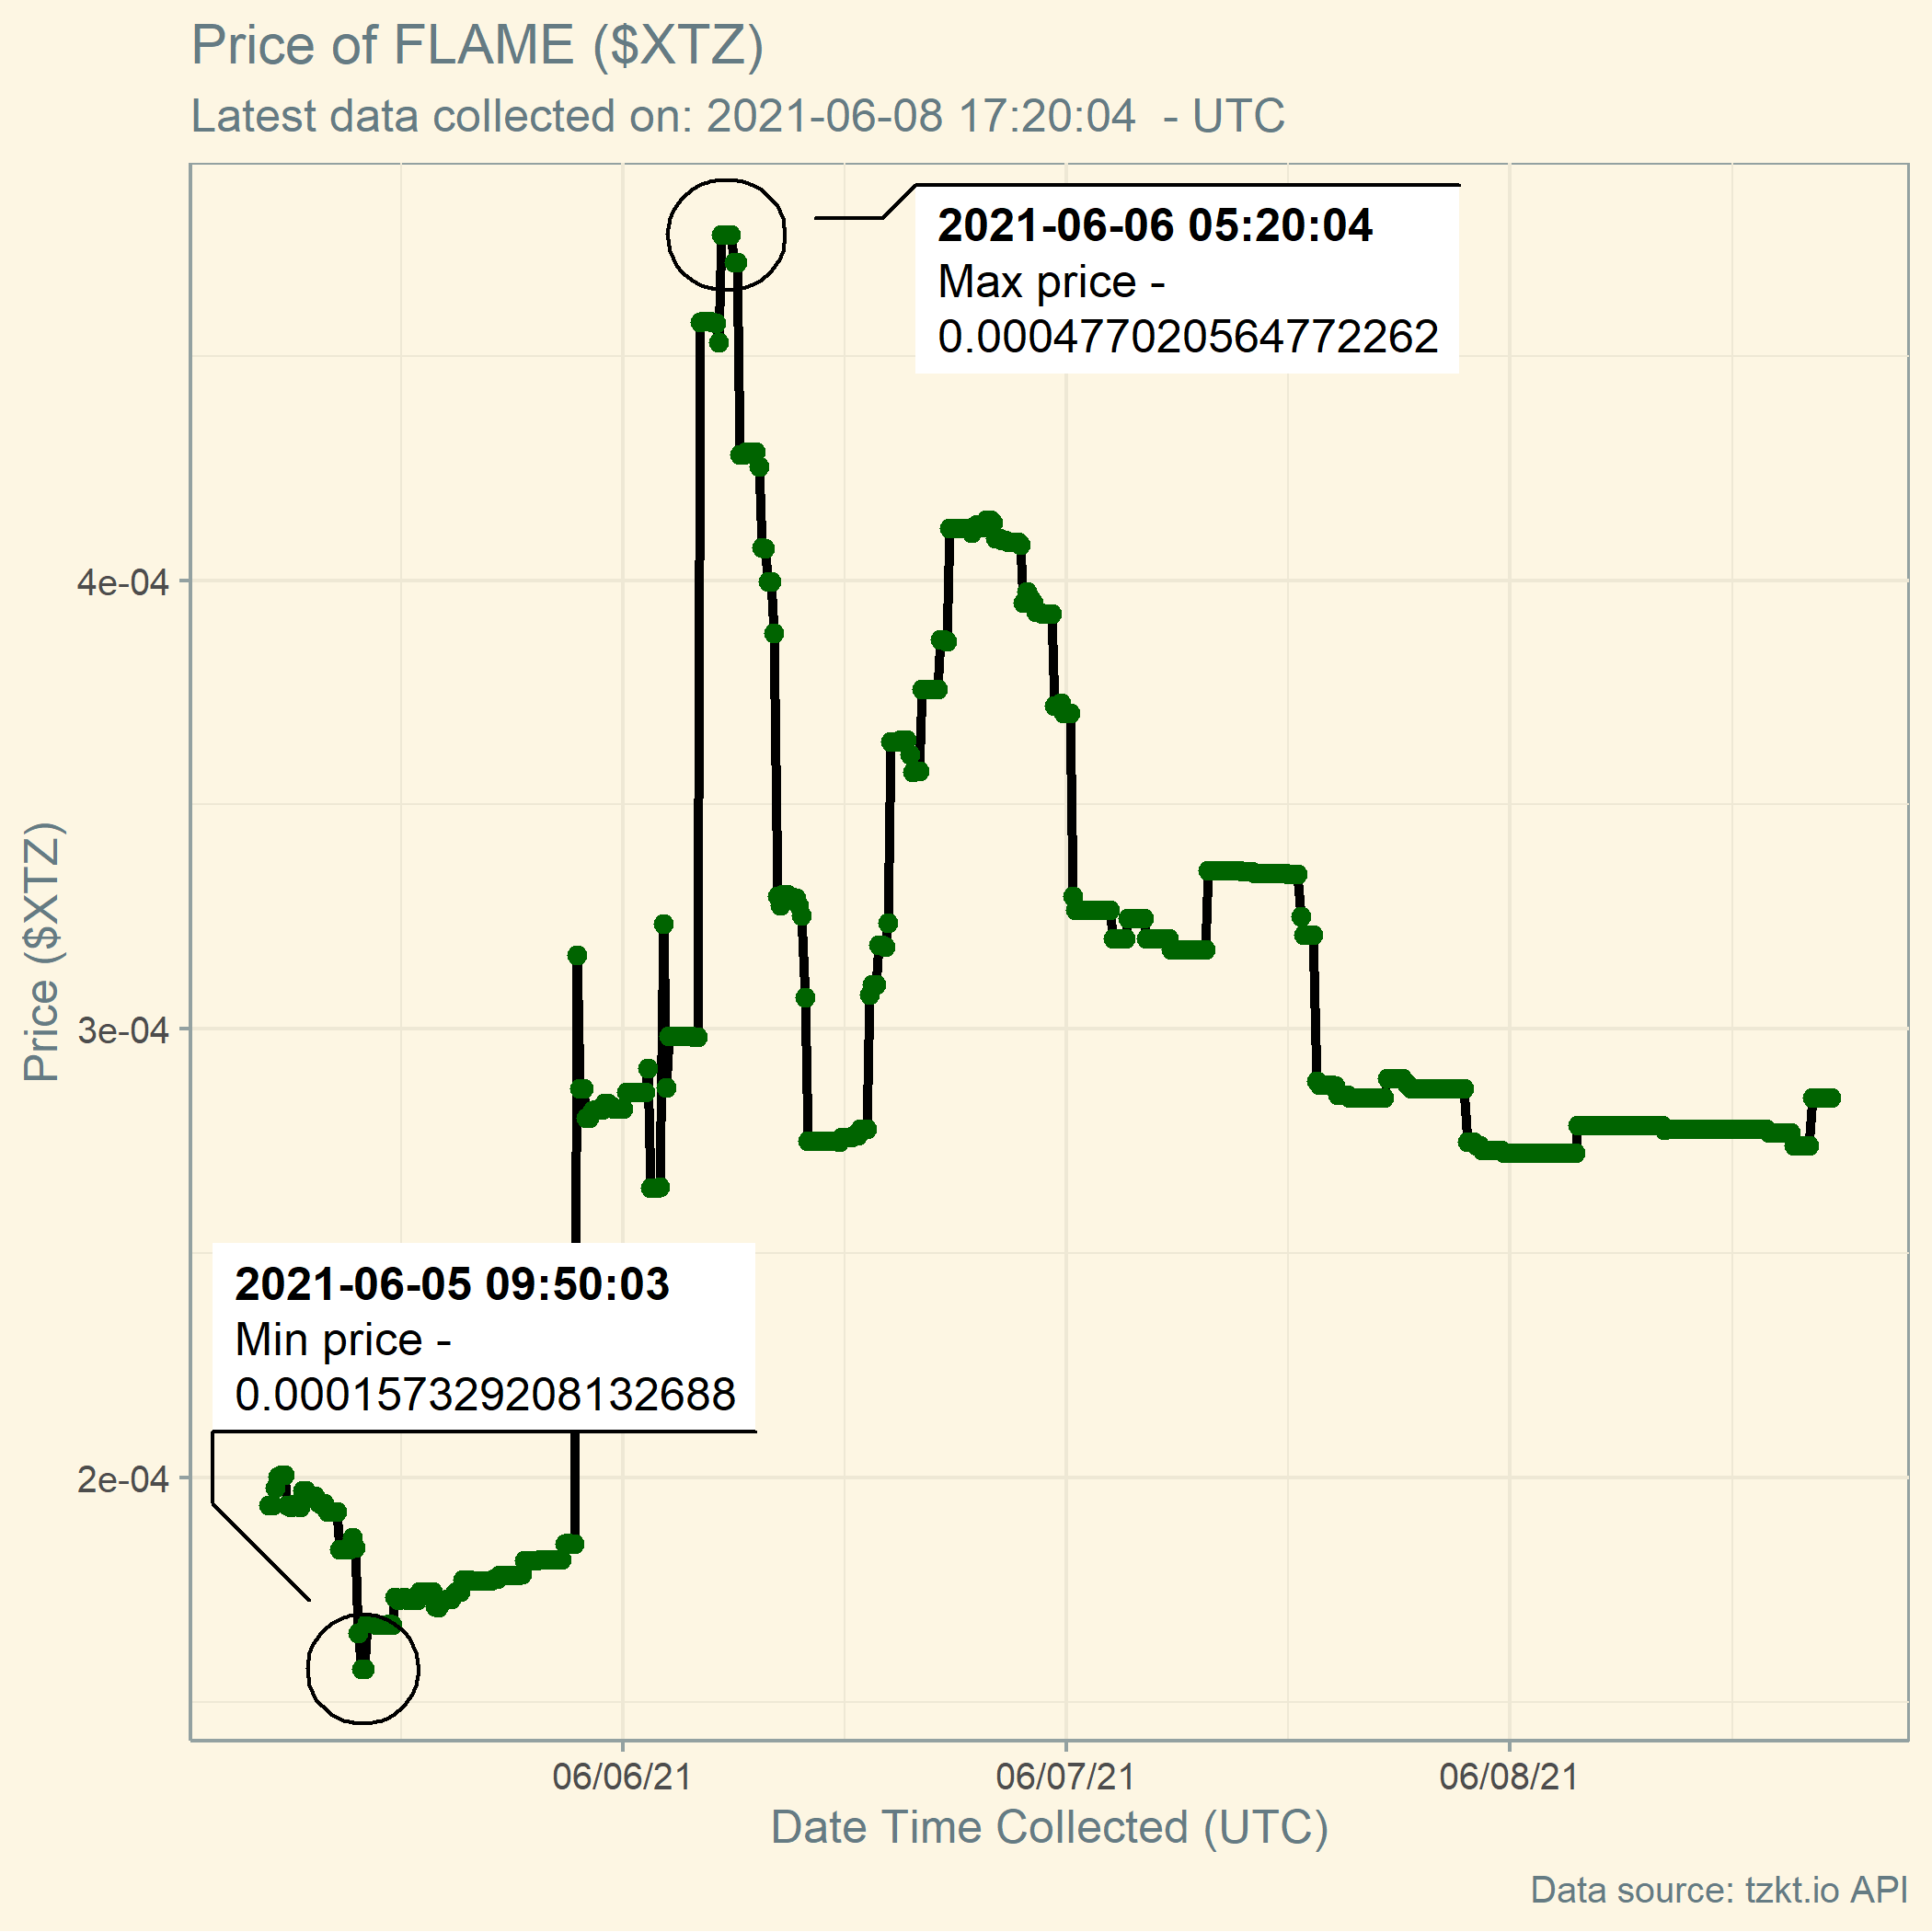 Price of FLAME ($XTZ)
Latest data collected on: 2021-06-08 17:20:04  - UTC
2021-06-06 05:20:04
Max price -
0.000477020564772262
4e-04
3e-04
2e-04
Price ($XTZ)
2021-06-05 09:50:03
Min price -
0.000157329208132688
06/06/21
06/07/21
06/08/21
Date Time Collected (UTC)
Data source: tzkt.io API